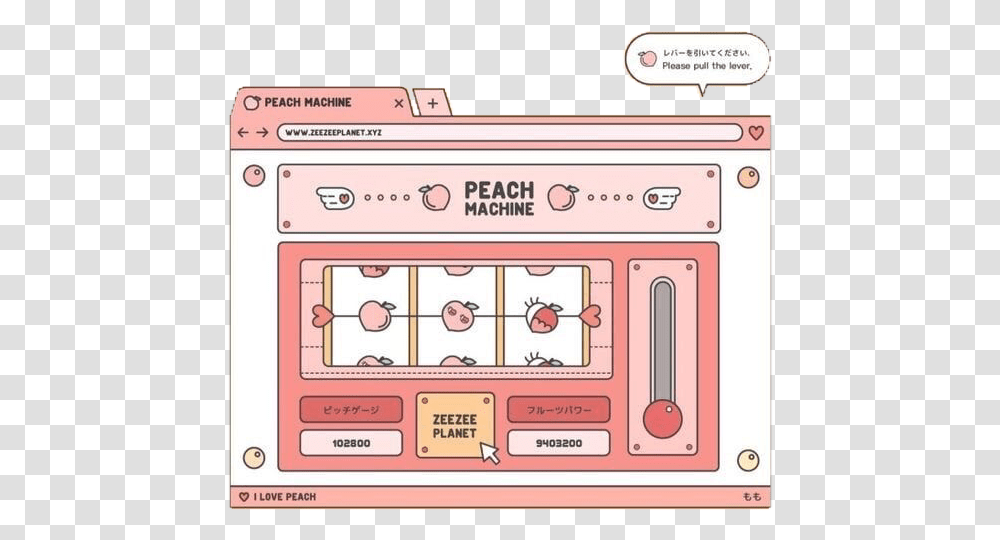 レバーを引いてください.
Please pull the lever.
PEACH MACHINE
WWW.ZEEZEEPLANET.XYZ
PEACH
MACHINE
ピッチゲージ
フルーツパワー
ZEEZEE
PLANET
102800
9403200
I LOVE PEACH
もも